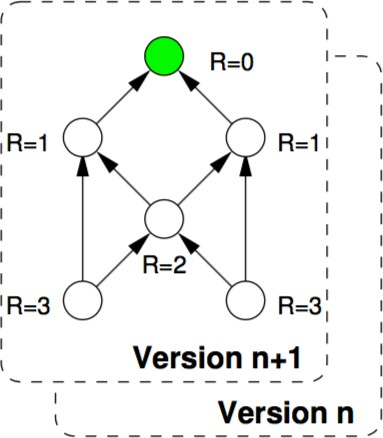 R=0
R=1
R=1
R=2
R=3
R=3
Version n+1
Version n